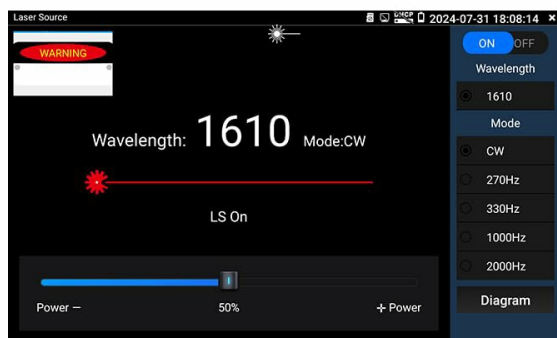 Laser Source
DHCP
2024-07-31 18:08:14
WARNING
Wavelength: 1610 Mode:CW
LS On
Power −
50%
+ Power
ON
OFF
Wavelength
1610
Mode
CW
270Hz
330Hz
1000Hz
2000Hz
Diagram